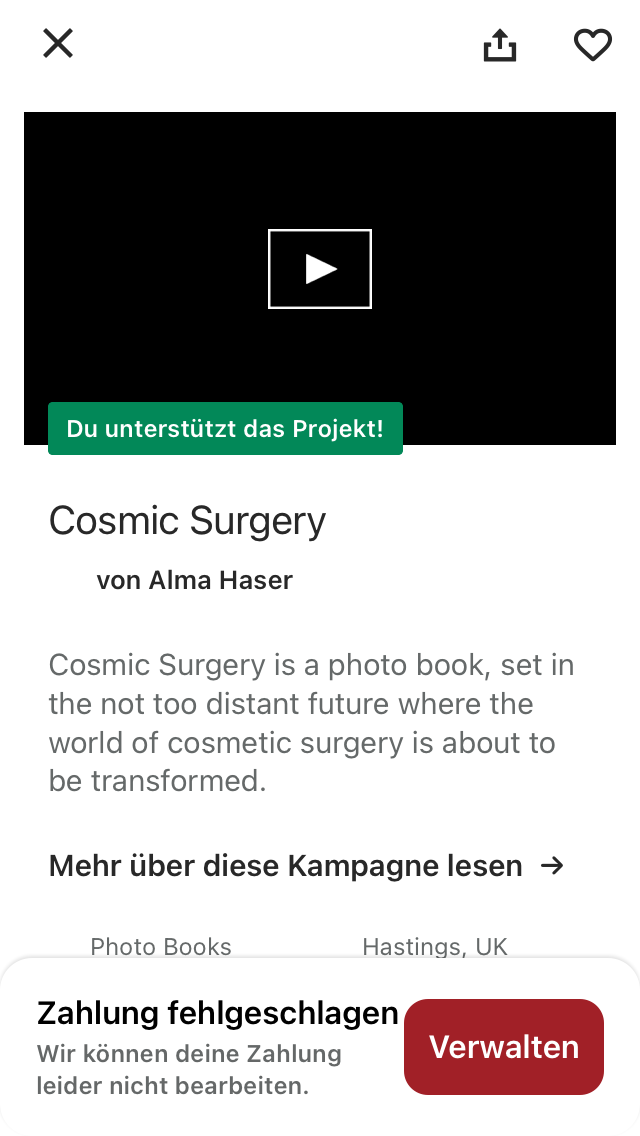 Du unterstützt das Projekt!
Cosmic Surgery
von Alma Haser
Cosmic Surgery is a photo book, set in
the not too distant future where the
world of cosmetic surgery is about to
be transformed.
Mehr über diese Kampagne lesen →
Photo Books
Hastings, UK
Zahlung fehlgeschlagen
Wir können deine Zahlung
leider nicht bearbeiten.
Verwalten